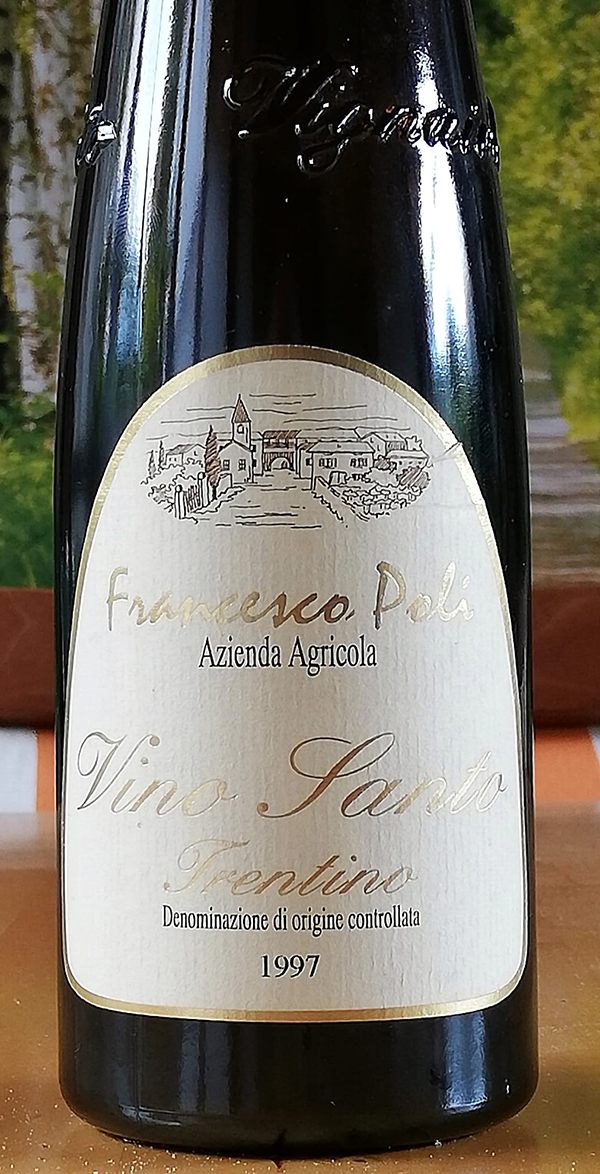 Francesco Poli
Azienda Agricola
Vino Santo
Trentino
Denominazione di origine controllata
1997